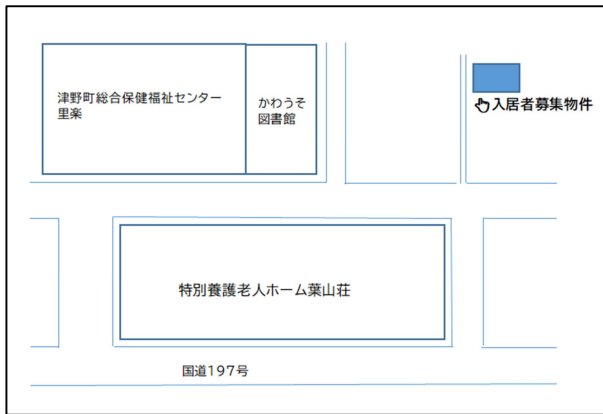 津野町総合保健福祉センター
里楽
かわうそ
図書館
入居者募集物件
特別養護老人ホーム葉山荘
国道197号